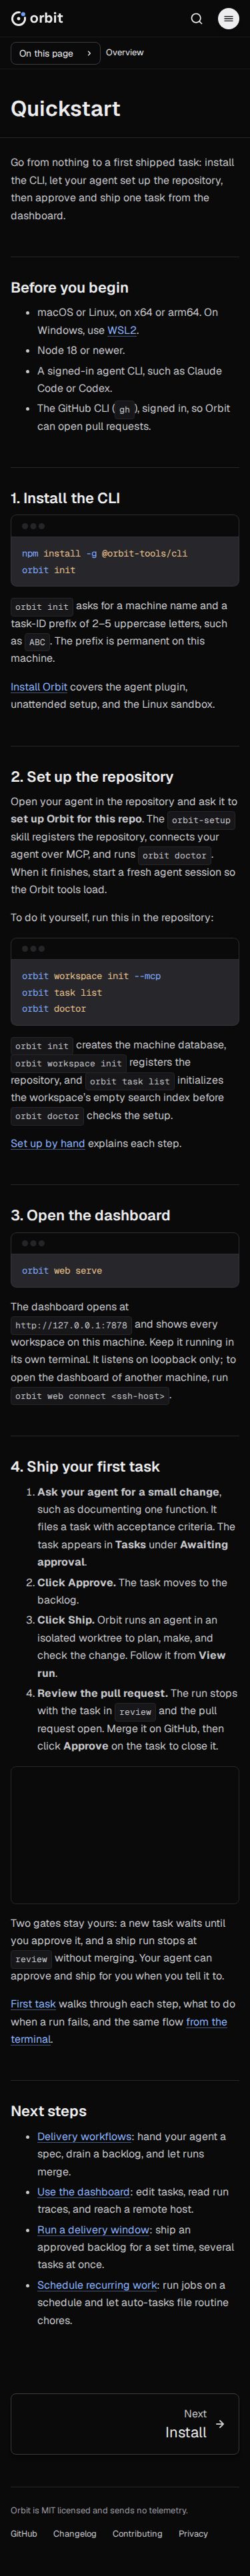 orbit
On this page
Overview
Quickstart
Go from nothing to a first shipped task: install
the CLI, let your agent set up the repository,
then approve and ship one task from the
dashboard.
Before you begin
• macOS or Linux, on x64 or arm64. On
Windows, use WSL2.
• Node 18 or newer.
• A signed-in agent CLI, such as Claude
Code or Codex.
• The GitHub CLI (gh), signed in, so Orbit
can open pull requests.
1. Install the CLI
npm install -g @orbit-tools/cli
orbit init
orbit init asks for a machine name and a
task-ID prefix of 2–5 uppercase letters, such
as ABC. The prefix is permanent on this
machine.
Install Orbit covers the agent plugin,
unattended setup, and the Linux sandbox.
2. Set up the repository
Open your agent in the repository and ask it to
set up Orbit for this repo. The orbit-setup
skill registers the repository, connects your
agent over MCP, and runs orbit doctor.
When it finishes, start a fresh agent session so
the Orbit tools load.
To do it yourself, run this in the repository:
orbit workspace init --mcp
orbit task list
orbit doctor
orbit init creates the machine database,
orbit workspace init registers the
repository, and orbit task list initializes
the workspace's empty search index before
orbit doctor checks the setup.
Set up by hand explains each step.
3. Open the dashboard
orbit web serve
The dashboard opens at
http://127.0.0.1:7878 and shows every
workspace on this machine. Keep it running in
its own terminal. It listens on loopback only; to
open the dashboard of another machine, run
orbit web connect <ssh-host>.
4. Ship your first task
1. Ask your agent for a small change,
such as documenting one function. It
files a task with acceptance criteria. The
task appears in Tasks under Awaiting
approval.
2. Click Approve. The task moves to the
backlog.
3. Click Ship. Orbit runs an agent in an
isolated worktree to plan, make, and
check the change. Follow it from View
run.
4. Review the pull request. The run stops
with the task in review and the pull
request open. Merge it on GitHub, then
click Approve on the task to close it.
Two gates stay yours: a new task waits until
you approve it, and a ship run stops at
review without merging. Your agent can
approve and ship for you when you tell it to.
First task walks through each step, what to do
when a run fails, and the same flow from the
terminal.
Next steps
• Delivery workflows: hand your agent a
spec, drain a backlog, and let runs
merge.
• Use the dashboard: edit tasks, read run
traces, and reach a remote host.
• Run a delivery window: ship an
approved backlog for a set time, several
tasks at once.
• Schedule recurring work: run jobs on a
schedule and let auto-tasks file routine
chores.
Next
Install
Orbit is MIT licensed and sends no telemetry.
GitHub Changelog Contributing Privacy